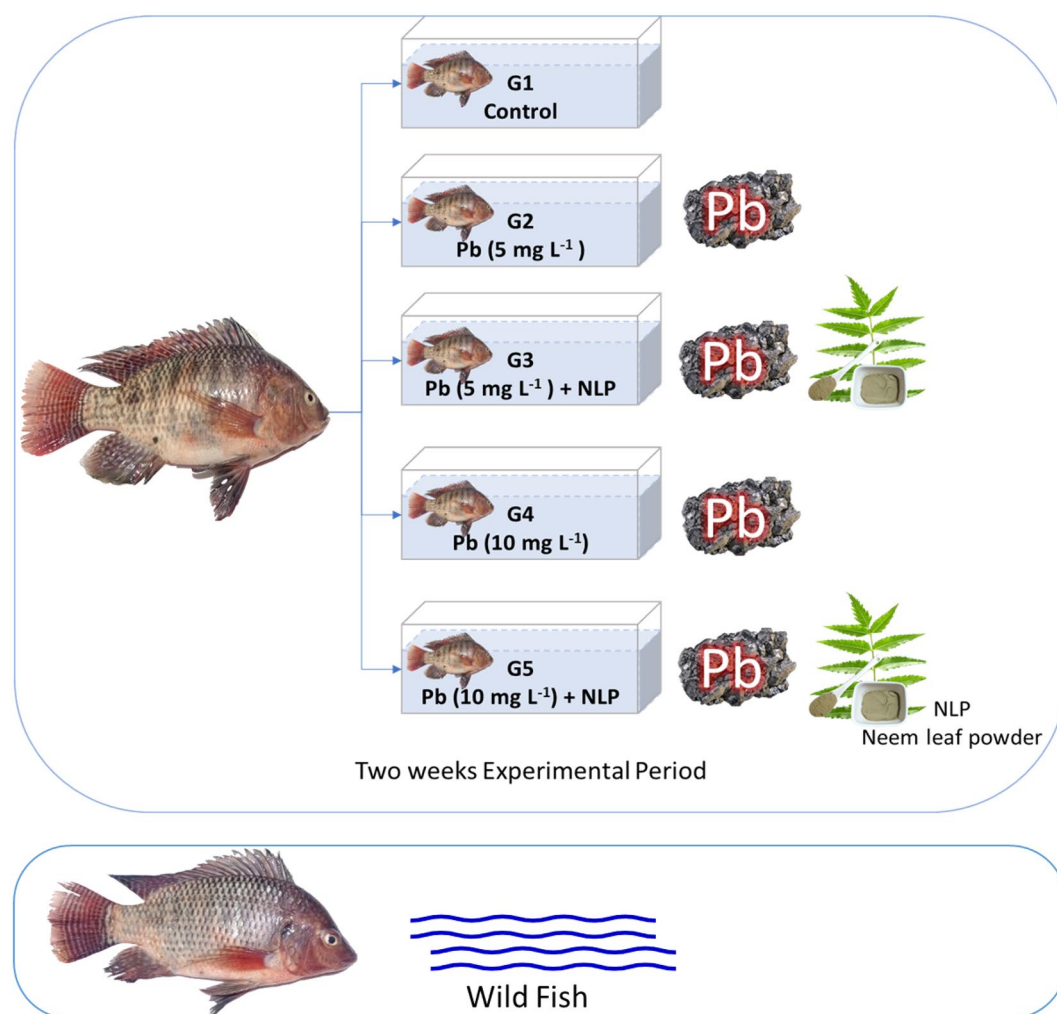 G1
Control
G2
Pb (5 mg L⁻¹ )
Pb
G3
Pb (5 mg L⁻¹) + NLP
Pb
G4
Pb (10 mg L⁻¹)
Pb
G5
Pb (10 mg L⁻¹) + NLP
Pb
NLP
Neem leaf powder
Two weeks Experimental Period
Wild Fish